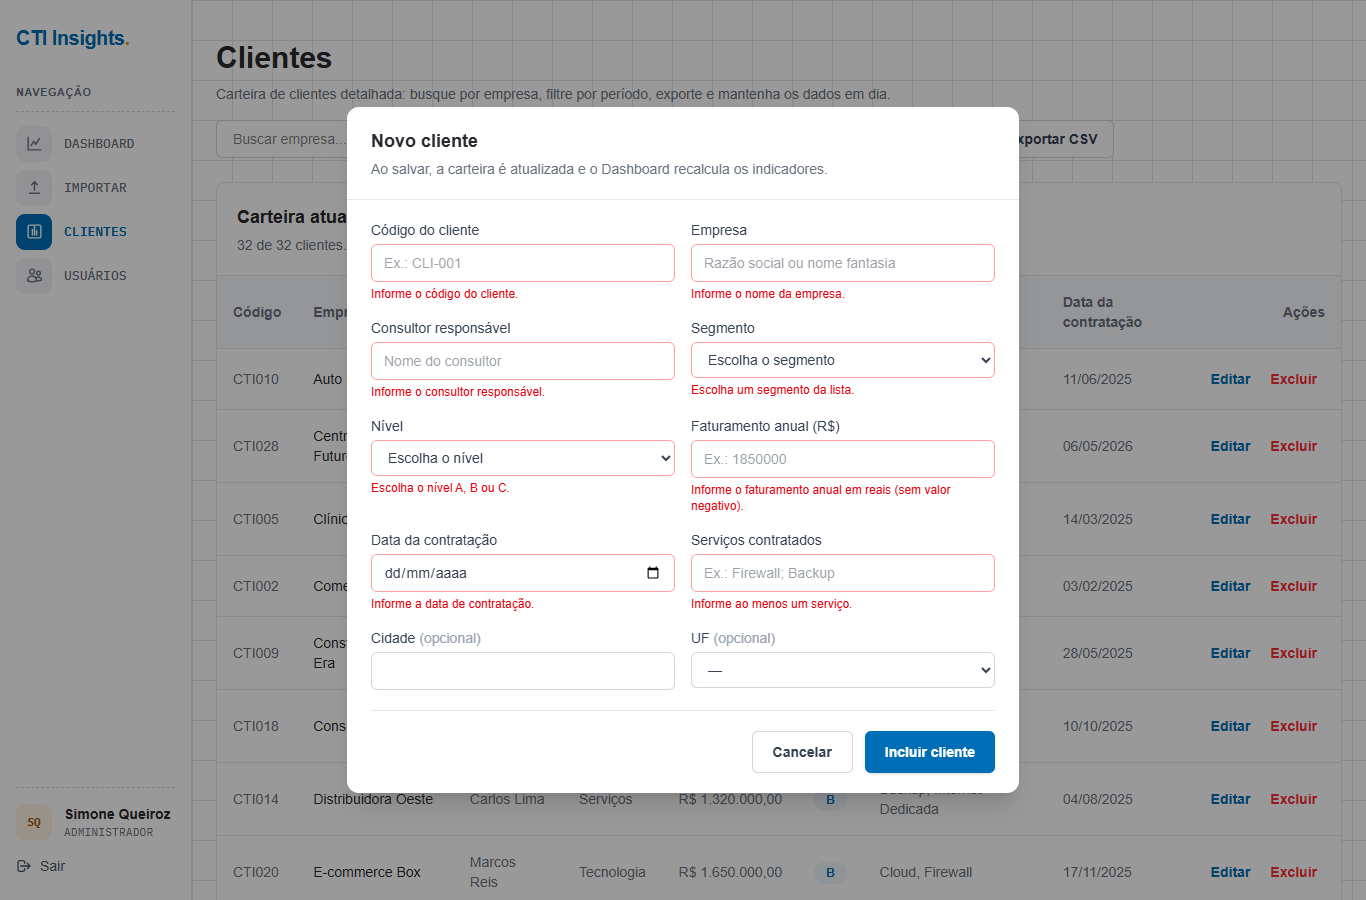 CTI Insights.
NAVEGAÇÃO
DASHBOARD
IMPORTAR
CLIENTES
USUÁRIOS
Simone Queiroz
SQ
ADMINISTRADOR
Sair
Clientes
Carteira de clientes detalhada: busque por empresa, filtre por período, exporte e mantenha os dados em dia.
Buscar empresa...
xportar CSV
Carteira atua
32 de 32 clientes.
Código Empr Data da contratação Ações
CTI010 Auto 11/06/2025 Editar Excluir
CTI028 Centr Futur 06/05/2026 Editar Excluir
CTI005 Clínic 14/03/2025 Editar Excluir
CTI002 Come 03/02/2025 Editar Excluir
CTI009 Cons Era 28/05/2025 Editar Excluir
CTI018 Cons 10/10/2025 Editar Excluir
CTI014 Distribuidora Oeste Carlos Lima Serviços R$ 1.320.000,00 B Backup, Internet Dedicada 04/08/2025 Editar Excluir
CTI020 E-commerce Box Marcos Reis Tecnologia R$ 1.650.000,00 B Cloud, Firewall 17/11/2025 Editar Excluir
Novo cliente
Ao salvar, a carteira é atualizada e o Dashboard recalcula os indicadores.
Código do cliente
Ex.: CLI-001
Informe o código do cliente.
Empresa
Razão social ou nome fantasia
Informe o nome da empresa.
Consultor responsável
Nome do consultor
Informe o consultor responsável.
Segmento
Escolha o segmento
Escolha um segmento da lista.
Nível
Escolha o nível
Escolha o nível A, B ou C.
Faturamento anual (R$)
Ex.: 1850000
Informe o faturamento anual em reais (sem valor
negativo).
Data da contratação
dd/mm/aaaa
Informe a data de contratação.
Serviços contratados
Ex.: Firewall; Backup
Informe ao menos um serviço.
Cidade (opcional)
UF (opcional)
—
Cancelar
Incluir cliente